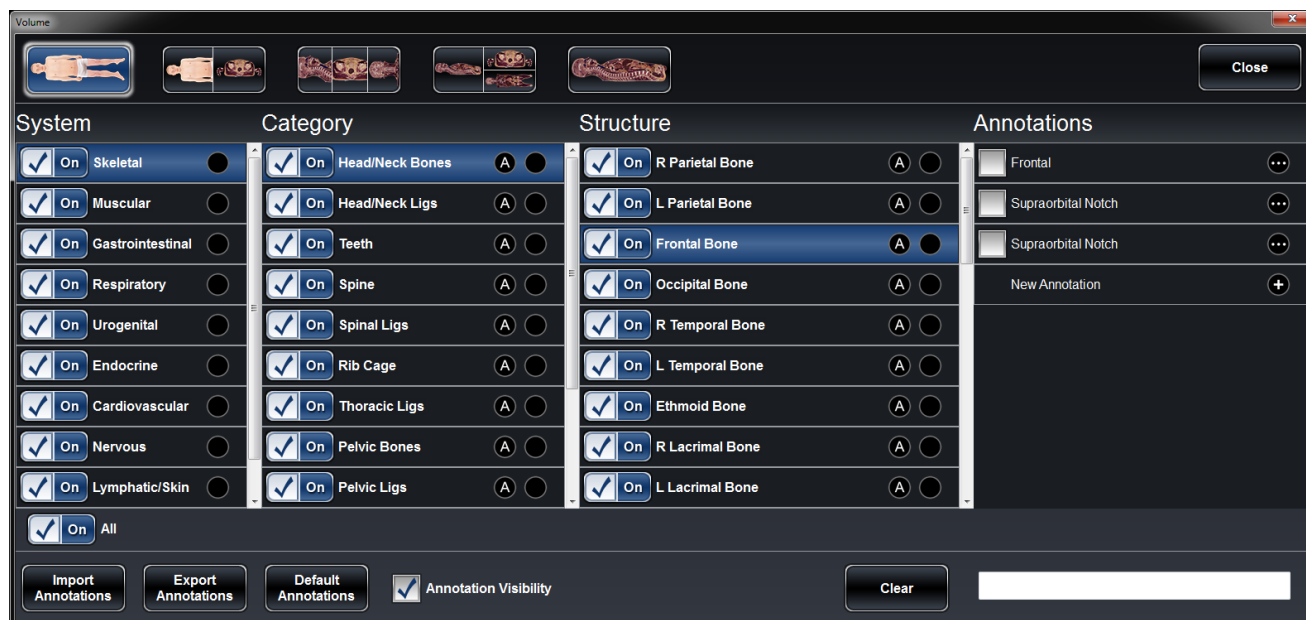 Volume
Close
System Category Structure Annotations
On Skeletal On Head/Neck Bones A On R Parietal Bone A Frontal
On Muscular On Head/Neck Ligs A On L Parietal Bone A Supraorbital Notch
On Gastrointestinal On Teeth A On Frontal Bone A Supraorbital Notch
On Respiratory On Spine A On Occipital Bone A New Annotation
On Urogenital On Spinal Ligs A On R Temporal Bone A
On Endocrine On Rib Cage A On L Temporal Bone A
On Cardiovascular On Thoracic Ligs A On Ethmoid Bone A
On Nervous On Pelvic Bones A On R Lacrimal Bone A
On Lymphatic/Skin On Pelvic Ligs A On L Lacrimal Bone A
On All
Import Annotations Export Annotations Default Annotations Annotation Visibility Clear